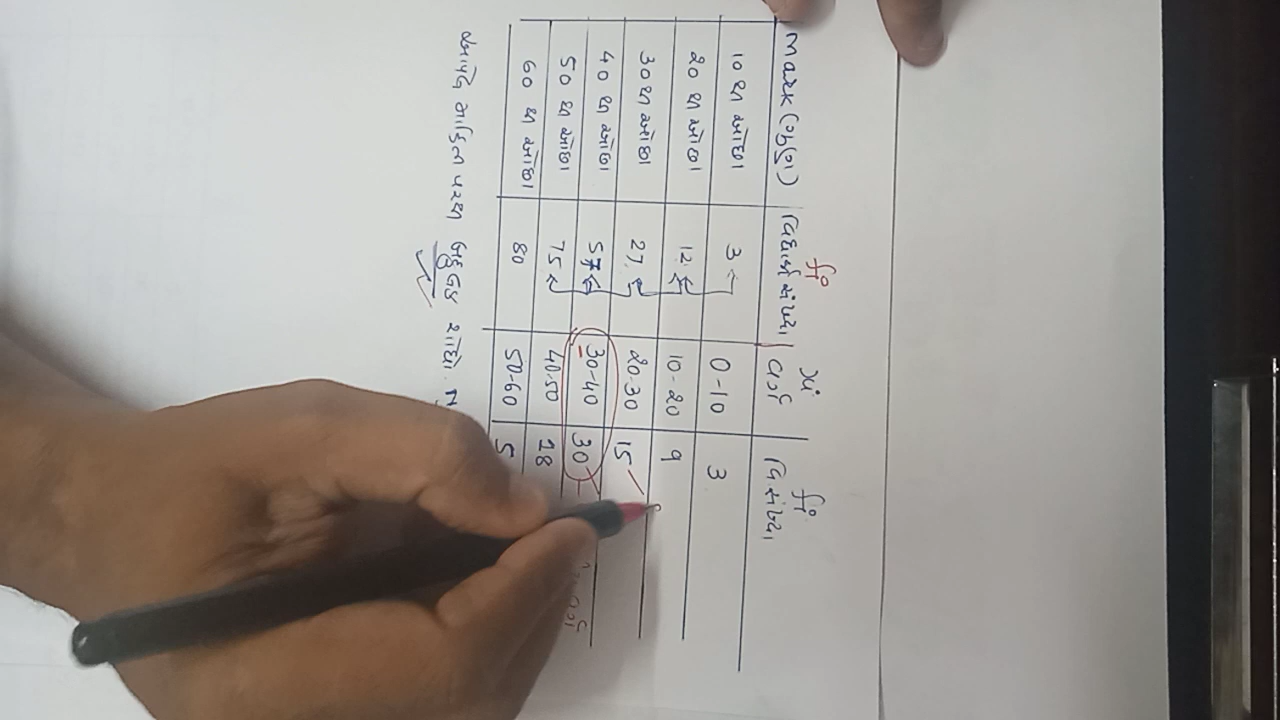 fi xi fi
Mark (ગુણ) વિદ્યાર્થી સંખ્યા વર્ગ વિ સંખ્યા
10 થી ઓછા 3 0-10 3
20 થી ઓછા 12 10-20 9
30 થી ઓછા 27 20-30 15
40 થી ઓછા 57 30-40 30
50 થી ઓછા 75 40-50 18
60 થી ઓછા 80 50-60 5
આપેલ માહિતી પરથી બહુલક શોધો.